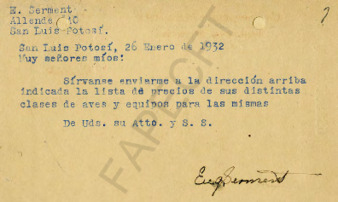 E. Serment
Allende 10
San Luis Potosí.
San Luis Potosí, 26 Enero de 1932
Muy señores míos:
Sírvanse enviarme a la dirección arriba
indicada la lista de precios de sus distintas
clases de aves y equipos para las mismas
De Uds. su Atto. y S. S.
Eug Serment